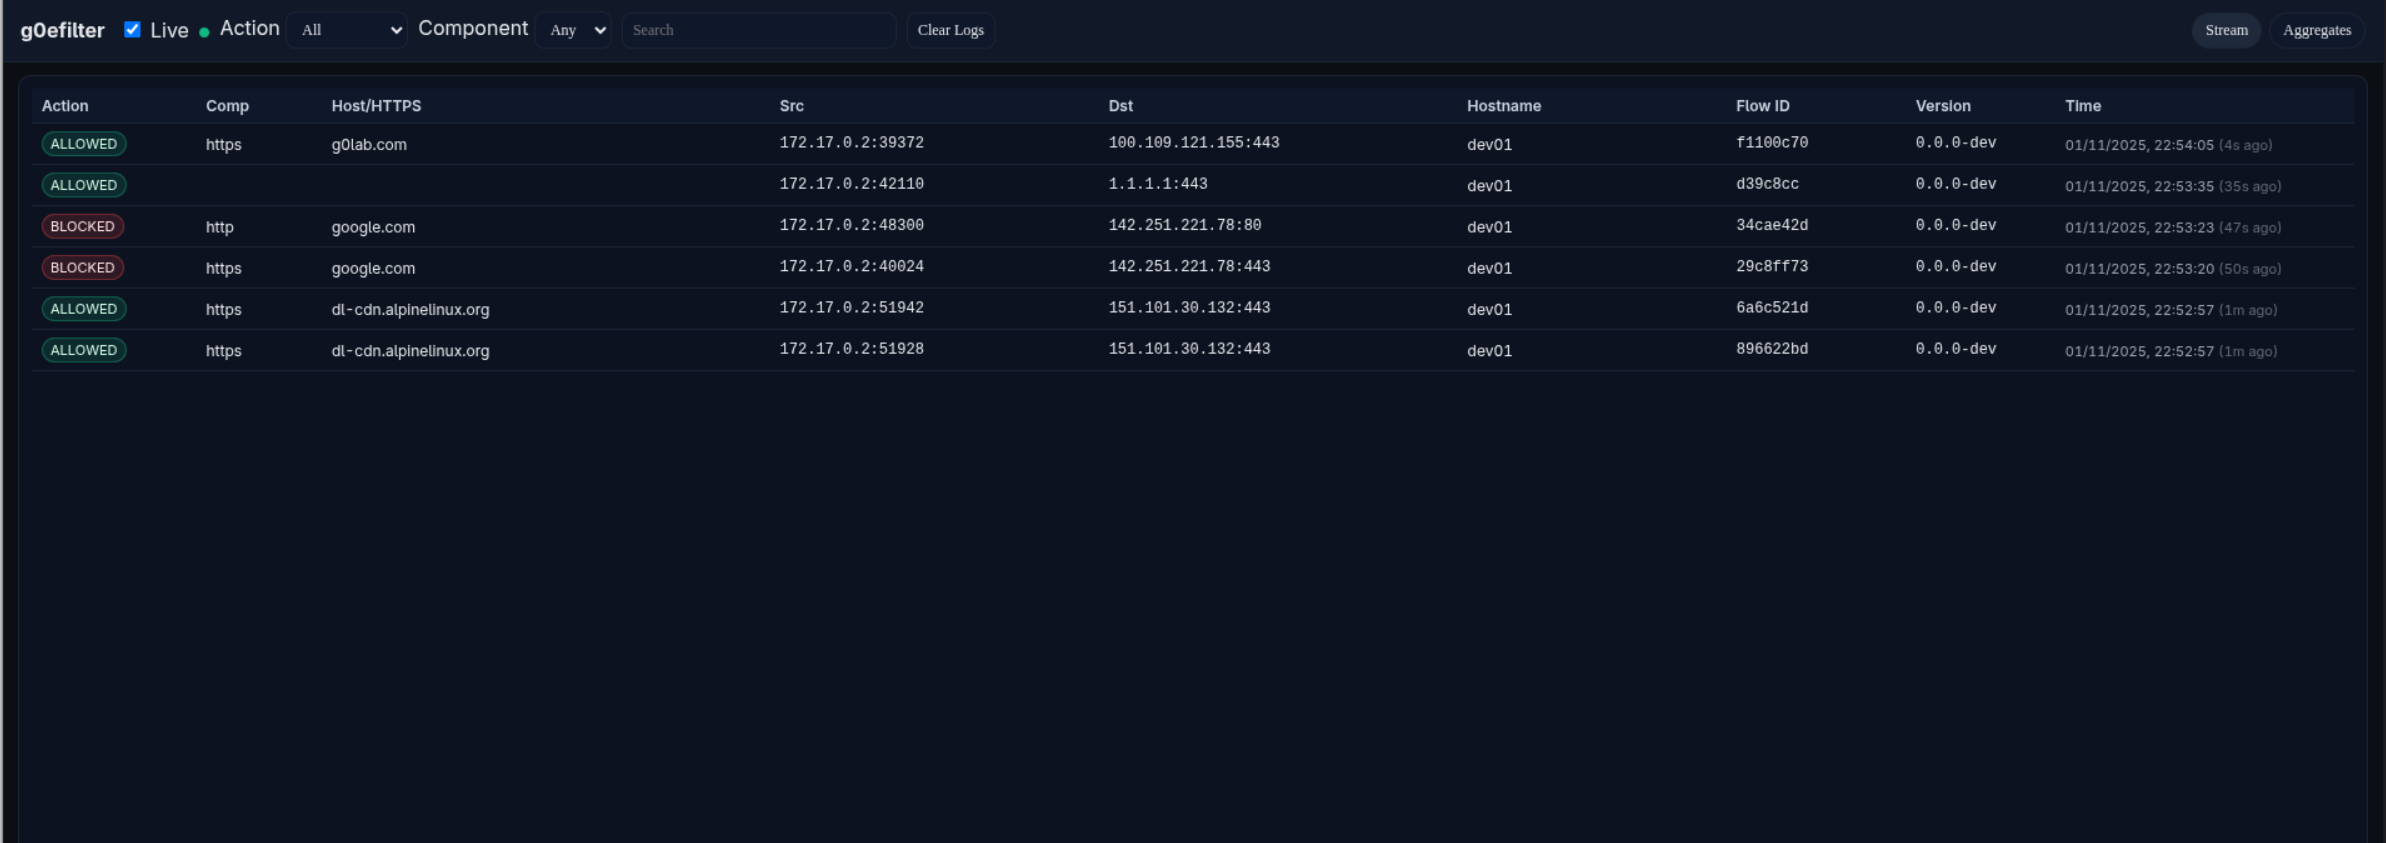 g0efilter Live Action All Component Any Search Clear Logs Stream Aggregates
Action Comp Host/HTTPS Src Dst Hostname Flow ID Version Time
ALLOWED https g0lab.com 172.17.0.2:39372 100.109.121.155:443 dev01 f1100c70 0.0.0-dev 01/11/2025, 22:54:05 (4s ago)
ALLOWED 172.17.0.2:42110 1.1.1.1:443 dev01 d39c8cc 0.0.0-dev 01/11/2025, 22:53:35 (35s ago)
BLOCKED http google.com 172.17.0.2:48300 142.251.221.78:80 dev01 34cae42d 0.0.0-dev 01/11/2025, 22:53:23 (47s ago)
BLOCKED https google.com 172.17.0.2:40024 142.251.221.78:443 dev01 29c8ff73 0.0.0-dev 01/11/2025, 22:53:20 (50s ago)
ALLOWED https dl-cdn.alpinelinux.org 172.17.0.2:51942 151.101.30.132:443 dev01 6a6c521d 0.0.0-dev 01/11/2025, 22:52:57 (1m ago)
ALLOWED https dl-cdn.alpinelinux.org 172.17.0.2:51928 151.101.30.132:443 dev01 896622bd 0.0.0-dev 01/11/2025, 22:52:57 (1m ago)